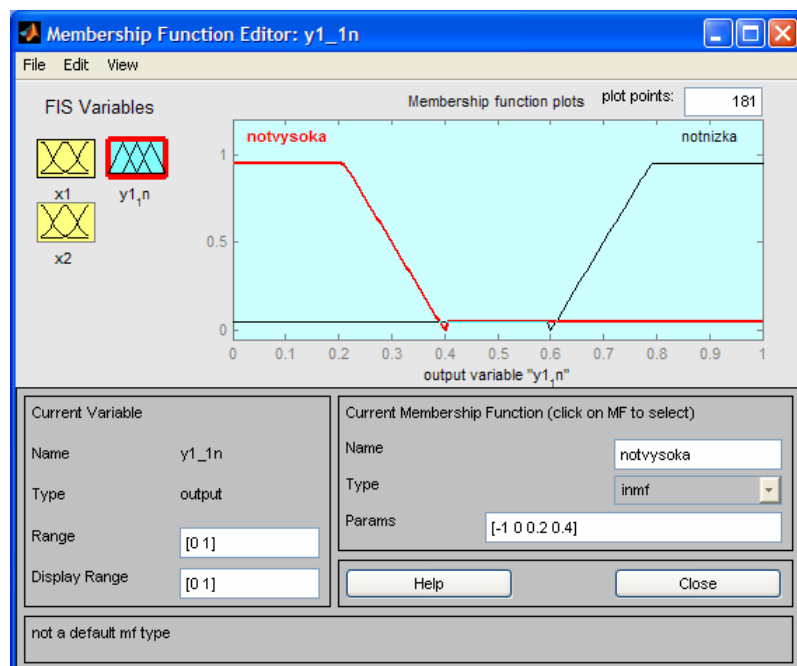 Membership Function Editor: y1_1n
File Edit View
FIS Variables
x1
y1₁n
x2
Membership function plots
plot points:
181
notvysoka
notnizka
1
0.5
0
0 0.1 0.2 0.3 0.4 0.5 0.6 0.7 0.8 0.9 1
output variable "y1₁n"
Current Variable
Name y1_1n
Type output
Range [0 1]
Display Range [0 1]
Current Membership Function (click on MF to select)
Name notvysoka
Type inmf
Params [-1 0 0.2 0.4]
Help Close
not a default mf type